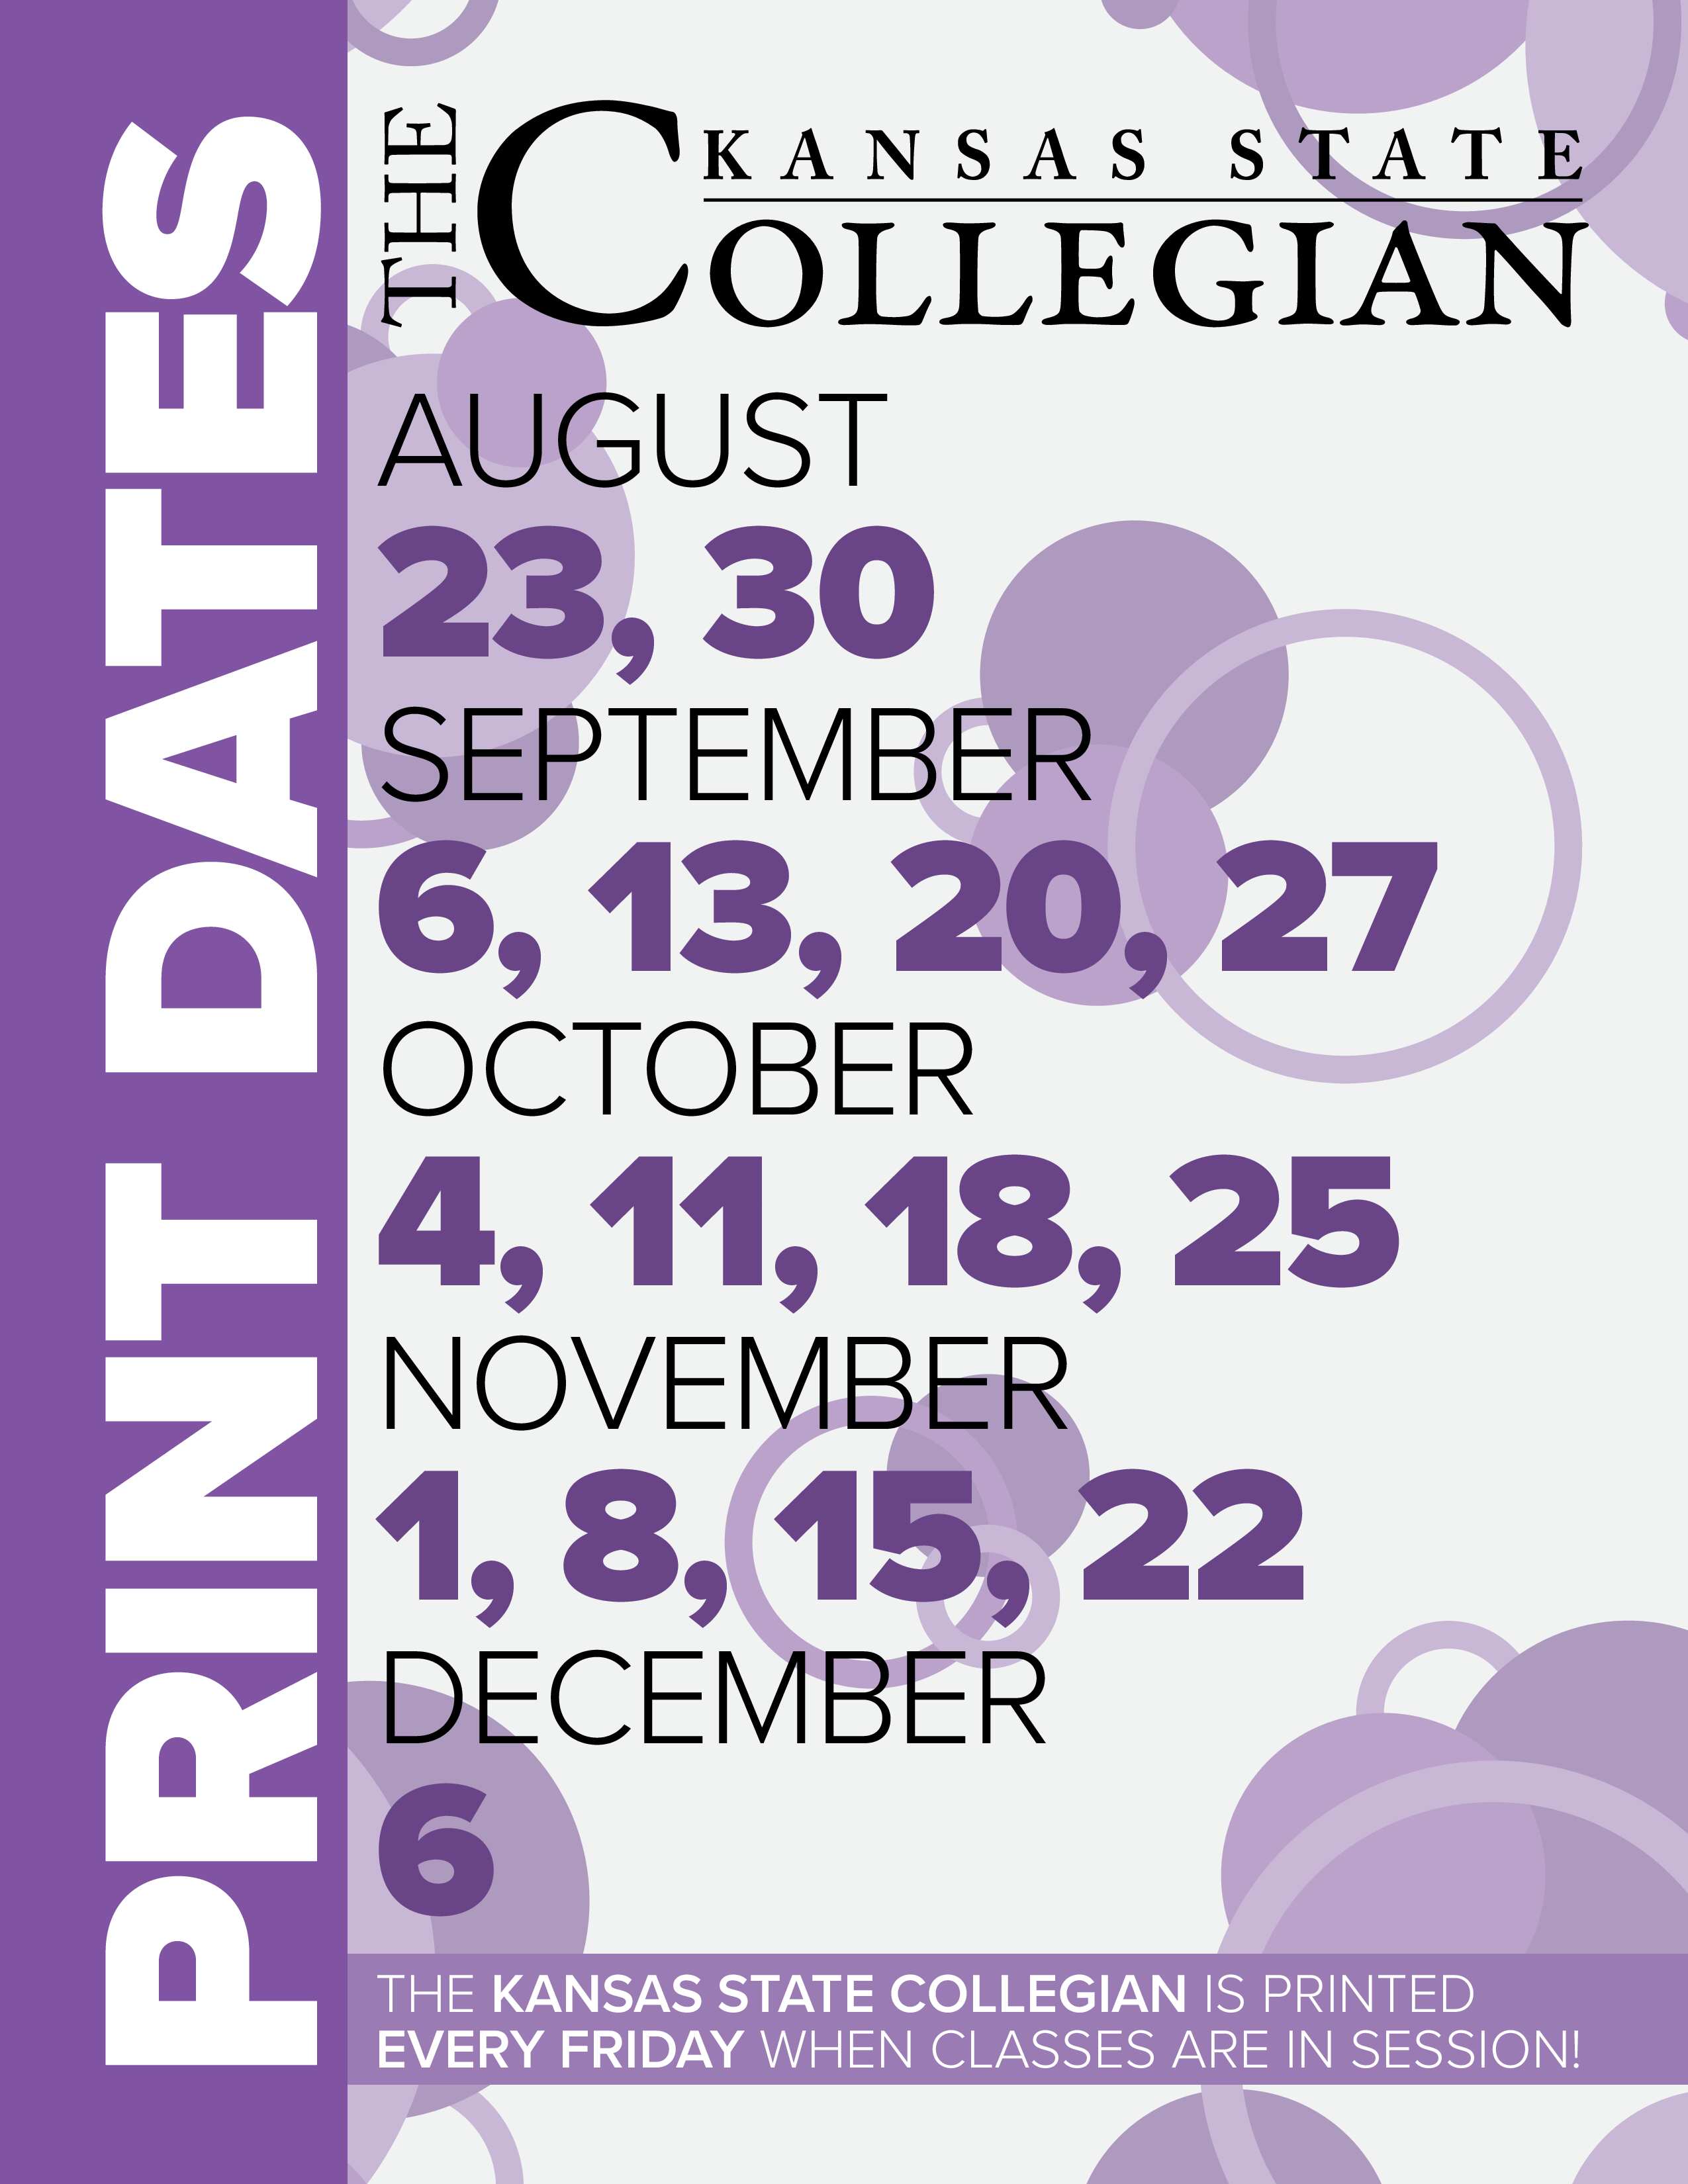 PRINT DATES
THE KANSAS STATE
COLLEGIAN
AUGUST
23, 30
SEPTEMBER
6, 13, 20, 27
OCTOBER
4, 11, 18, 25
NOVEMBER
1, 8, 15, 22
DECEMBER
6
THE KANSAS STATE COLLEGIAN IS PRINTED
EVERY FRIDAY WHEN CLASSES ARE IN SESSION!